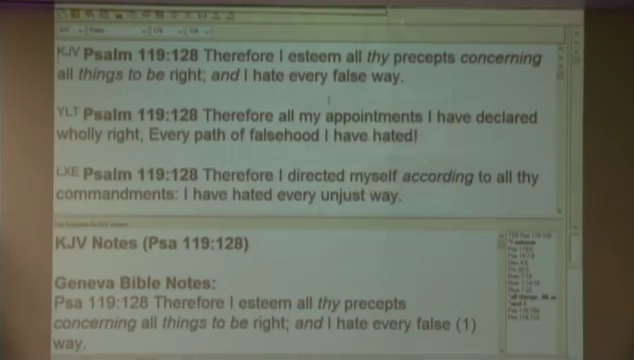 KJV Psalm 119:128 Therefore I esteem all thy precepts concerning
all things to be right; and I hate every false way.
YLT Psalm 119:128 Therefore all my appointments I have declared
wholly right, Every path of falsehood I have hated!
LXE Psalm 119:128 Therefore I directed myself according to all thy
commandments: I have hated every unjust way.
KJV Notes (Psa 119:128)
Geneva Bible Notes:
Psa 119:128 Therefore I esteem all thy precepts
concerning all things to be right; and I hate every false (1)
way.